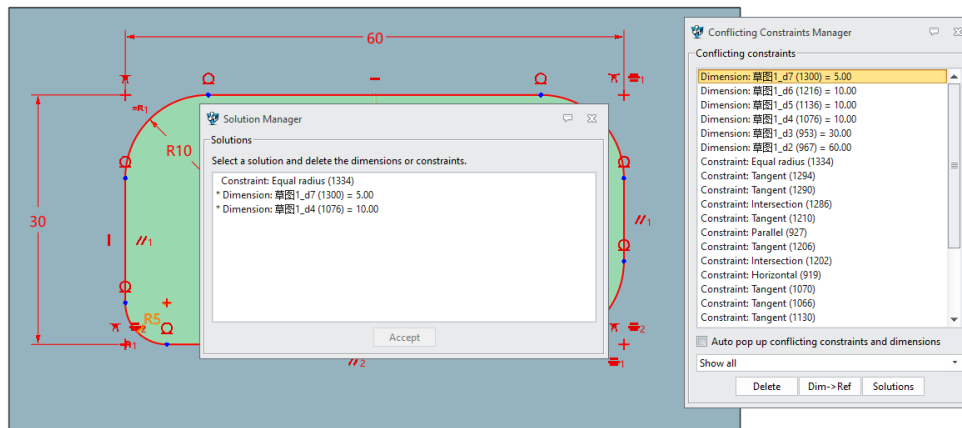 60
R10
30
R5
=R1
R1
//1
//1
//2
1
2
2
1
Solution Manager
Solutions
Select a solution and delete the dimensions or constraints.
Constraint: Equal radius (1334)
* Dimension: 草图1_d7 (1300) = 5.00
* Dimension: 草图1_d4 (1076) = 10.00
Accept
Conflicting Constraints Manager
Conflicting constraints
Dimension: 草图1_d7 (1300) = 5.00
Dimension: 草图1_d6 (1216) = 10.00
Dimension: 草图1_d5 (1136) = 10.00
Dimension: 草图1_d4 (1076) = 10.00
Dimension: 草图1_d3 (953) = 30.00
Dimension: 草图1_d2 (967) = 60.00
Constraint: Equal radius (1334)
Constraint: Tangent (1294)
Constraint: Tangent (1290)
Constraint: Intersection (1286)
Constraint: Tangent (1210)
Constraint: Parallel (927)
Constraint: Tangent (1206)
Constraint: Intersection (1202)
Constraint: Horizontal (919)
Constraint: Tangent (1070)
Constraint: Tangent (1066)
Constraint: Tangent (1130)
Auto pop up conflicting constraints and dimensions
Show all
Delete
Dim->Ref
Solutions